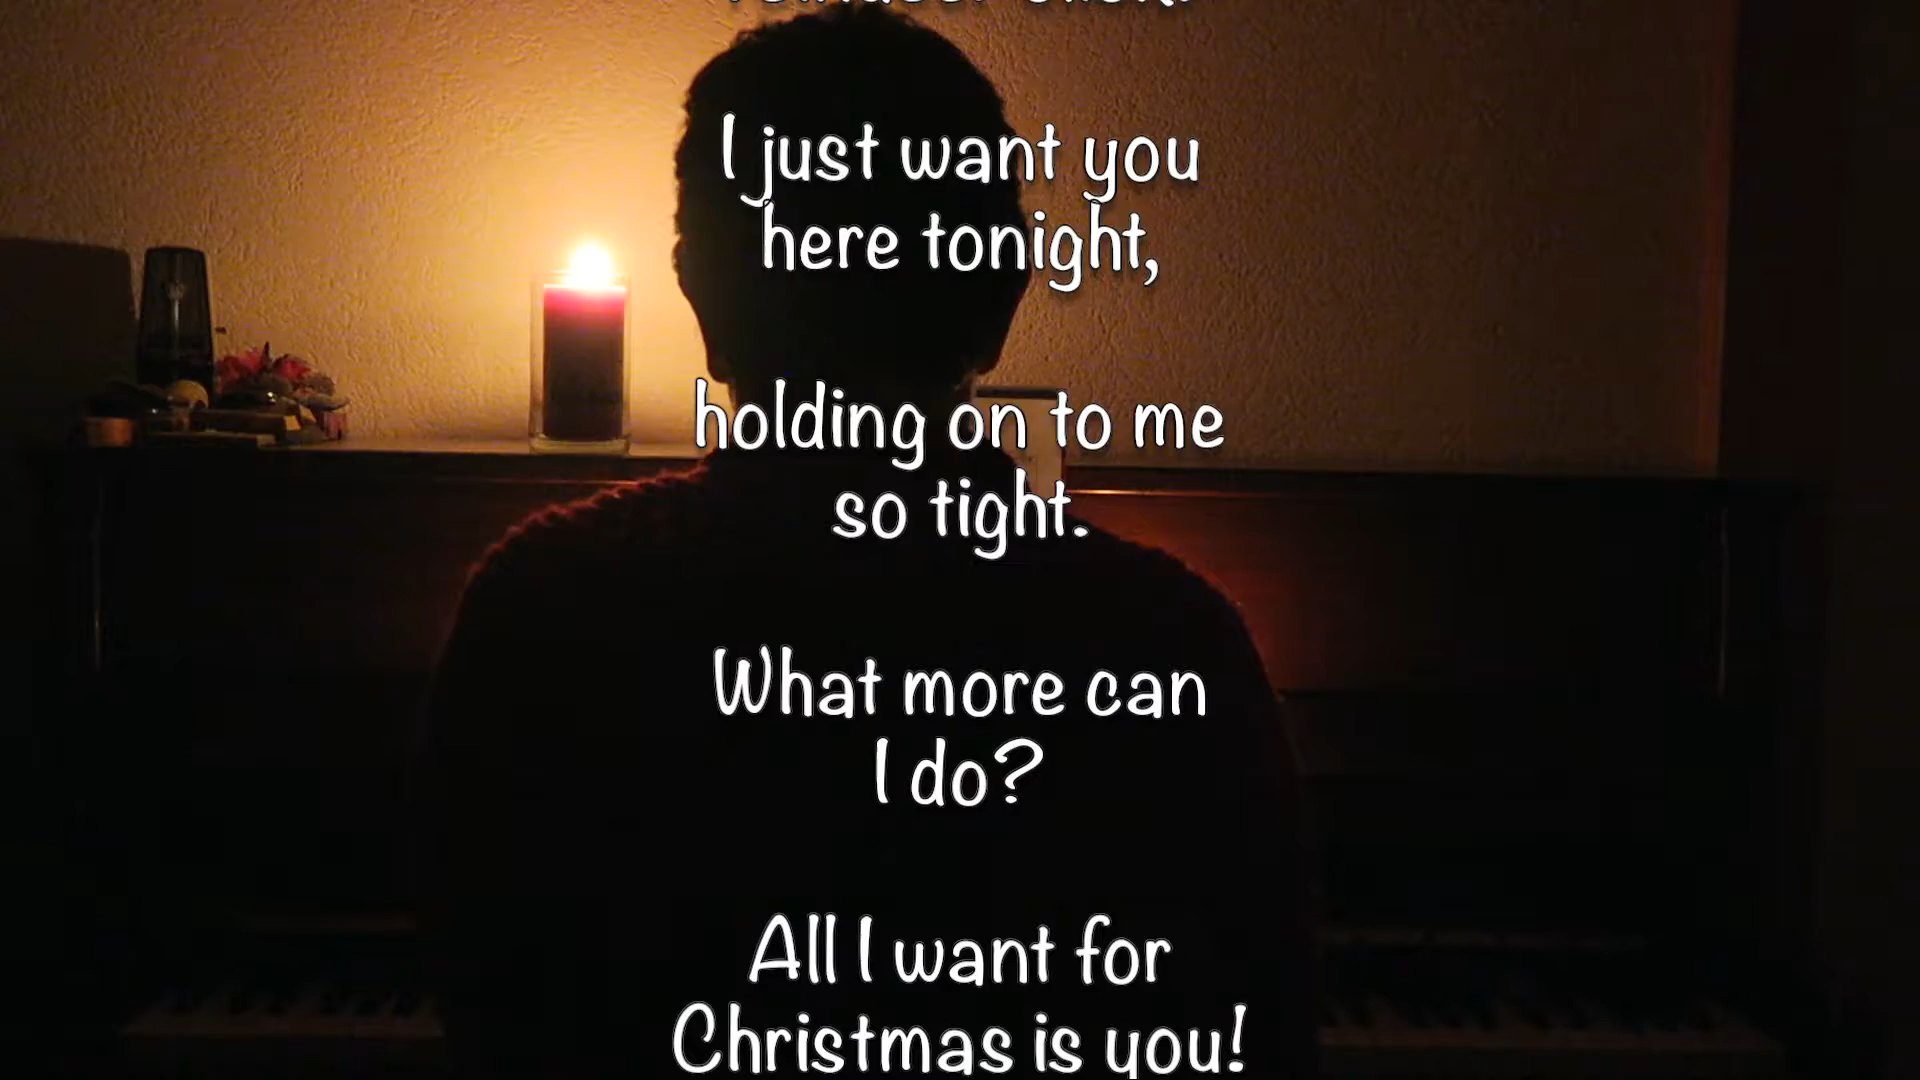 I just want you
here tonight,
holding on to me
so tight.
What more can
I do?
All I want for
Christmas is you!